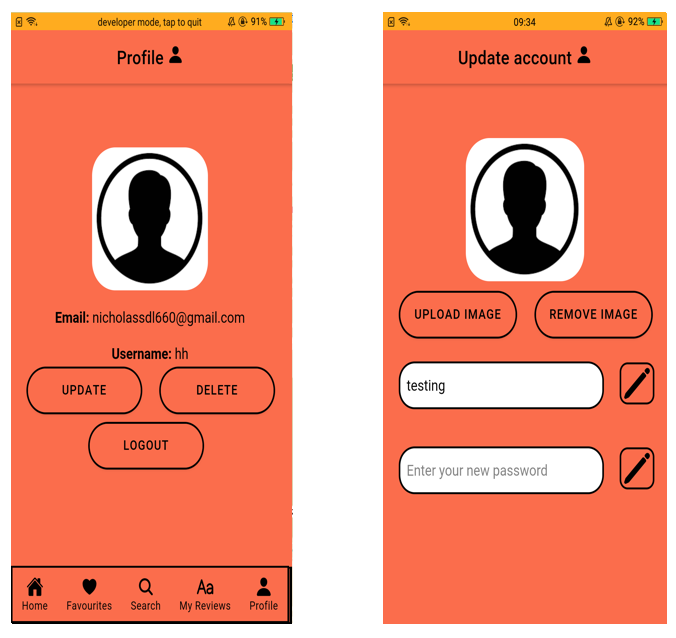 developer mode, tap to quit 91%
Profile
Email: nicholassdl660@gmail.com
Username: hh
UPDATE DELETE
LOGOUT
Home Favourites Search Aa My Reviews Profile
09:34 92%
Update account
UPLOAD IMAGE REMOVE IMAGE
testing
Enter your new password